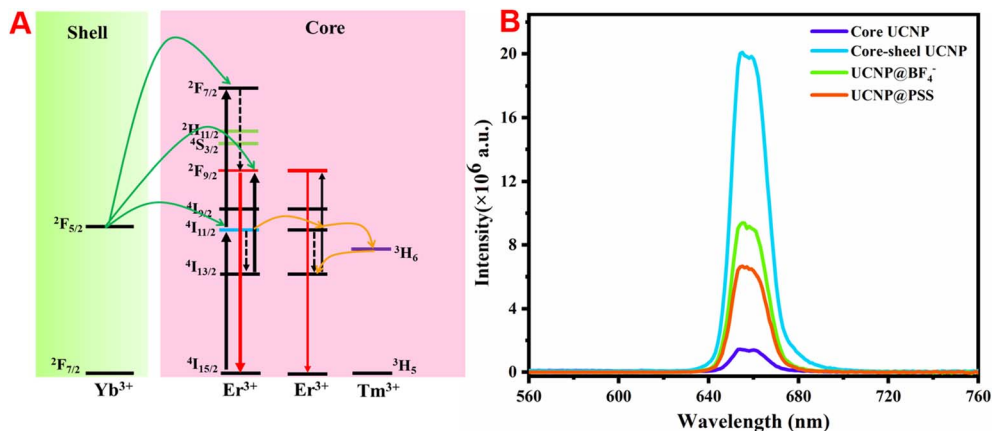 A
Shell
Core
²F₇/₂
²H₁₁/₂
⁴S₃/₂
²F₉/₂
⁴I₉/₂
²F₅/₂
⁴I₁₁/₂
³H₆
⁴I₁₃/₂
²F₇/₂
⁴I₁₅/₂
³H₅
Yb³⁺
Er³⁺
Er³⁺
Tm³⁺
B
Core UCNP
Core-sheel UCNP
UCNP@BF₄⁻
UCNP@PSS
Intensity(×10⁶ a.u.)
20
16
12
8
4
0
560
600
640
680
720
760
Wavelength (nm)